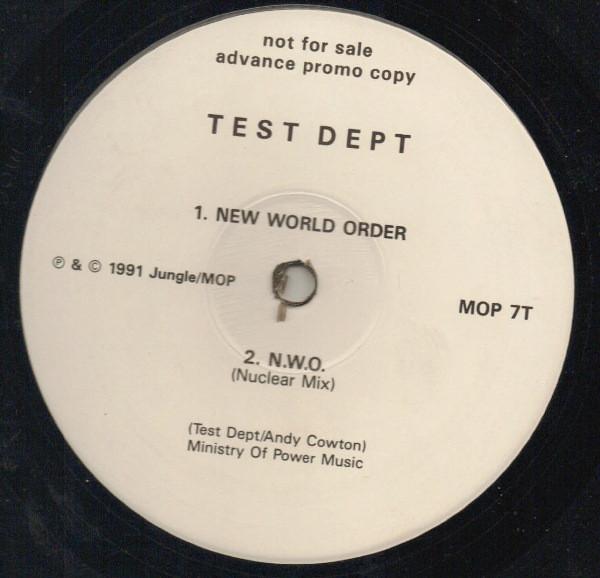 not for sale
advance promo copy
TEST DEPT
1. NEW WORLD ORDER
℗ & © 1991 Jungle/MOP
MOP 7T
2. N.W.O.
(Nuclear Mix)
(Test Dept/Andy Cowton)
Ministry Of Power Music